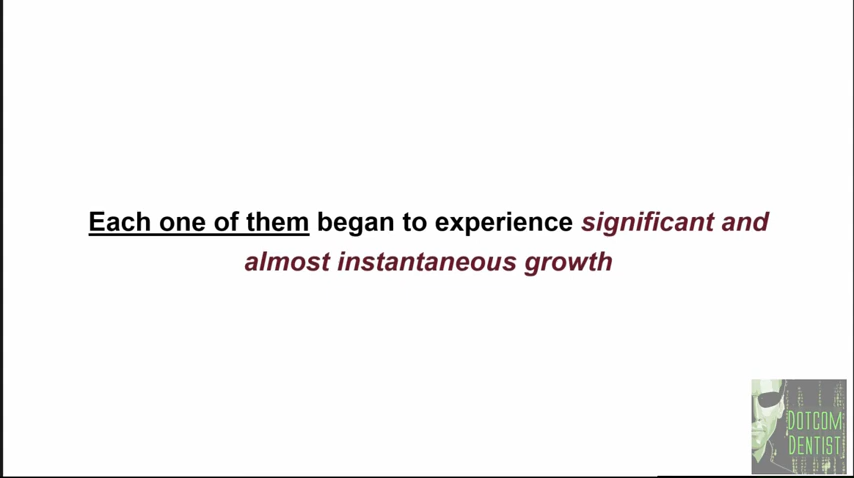 Each one of them began to experience significant and
almost instantaneous growth
DOTCOM
DENTIST